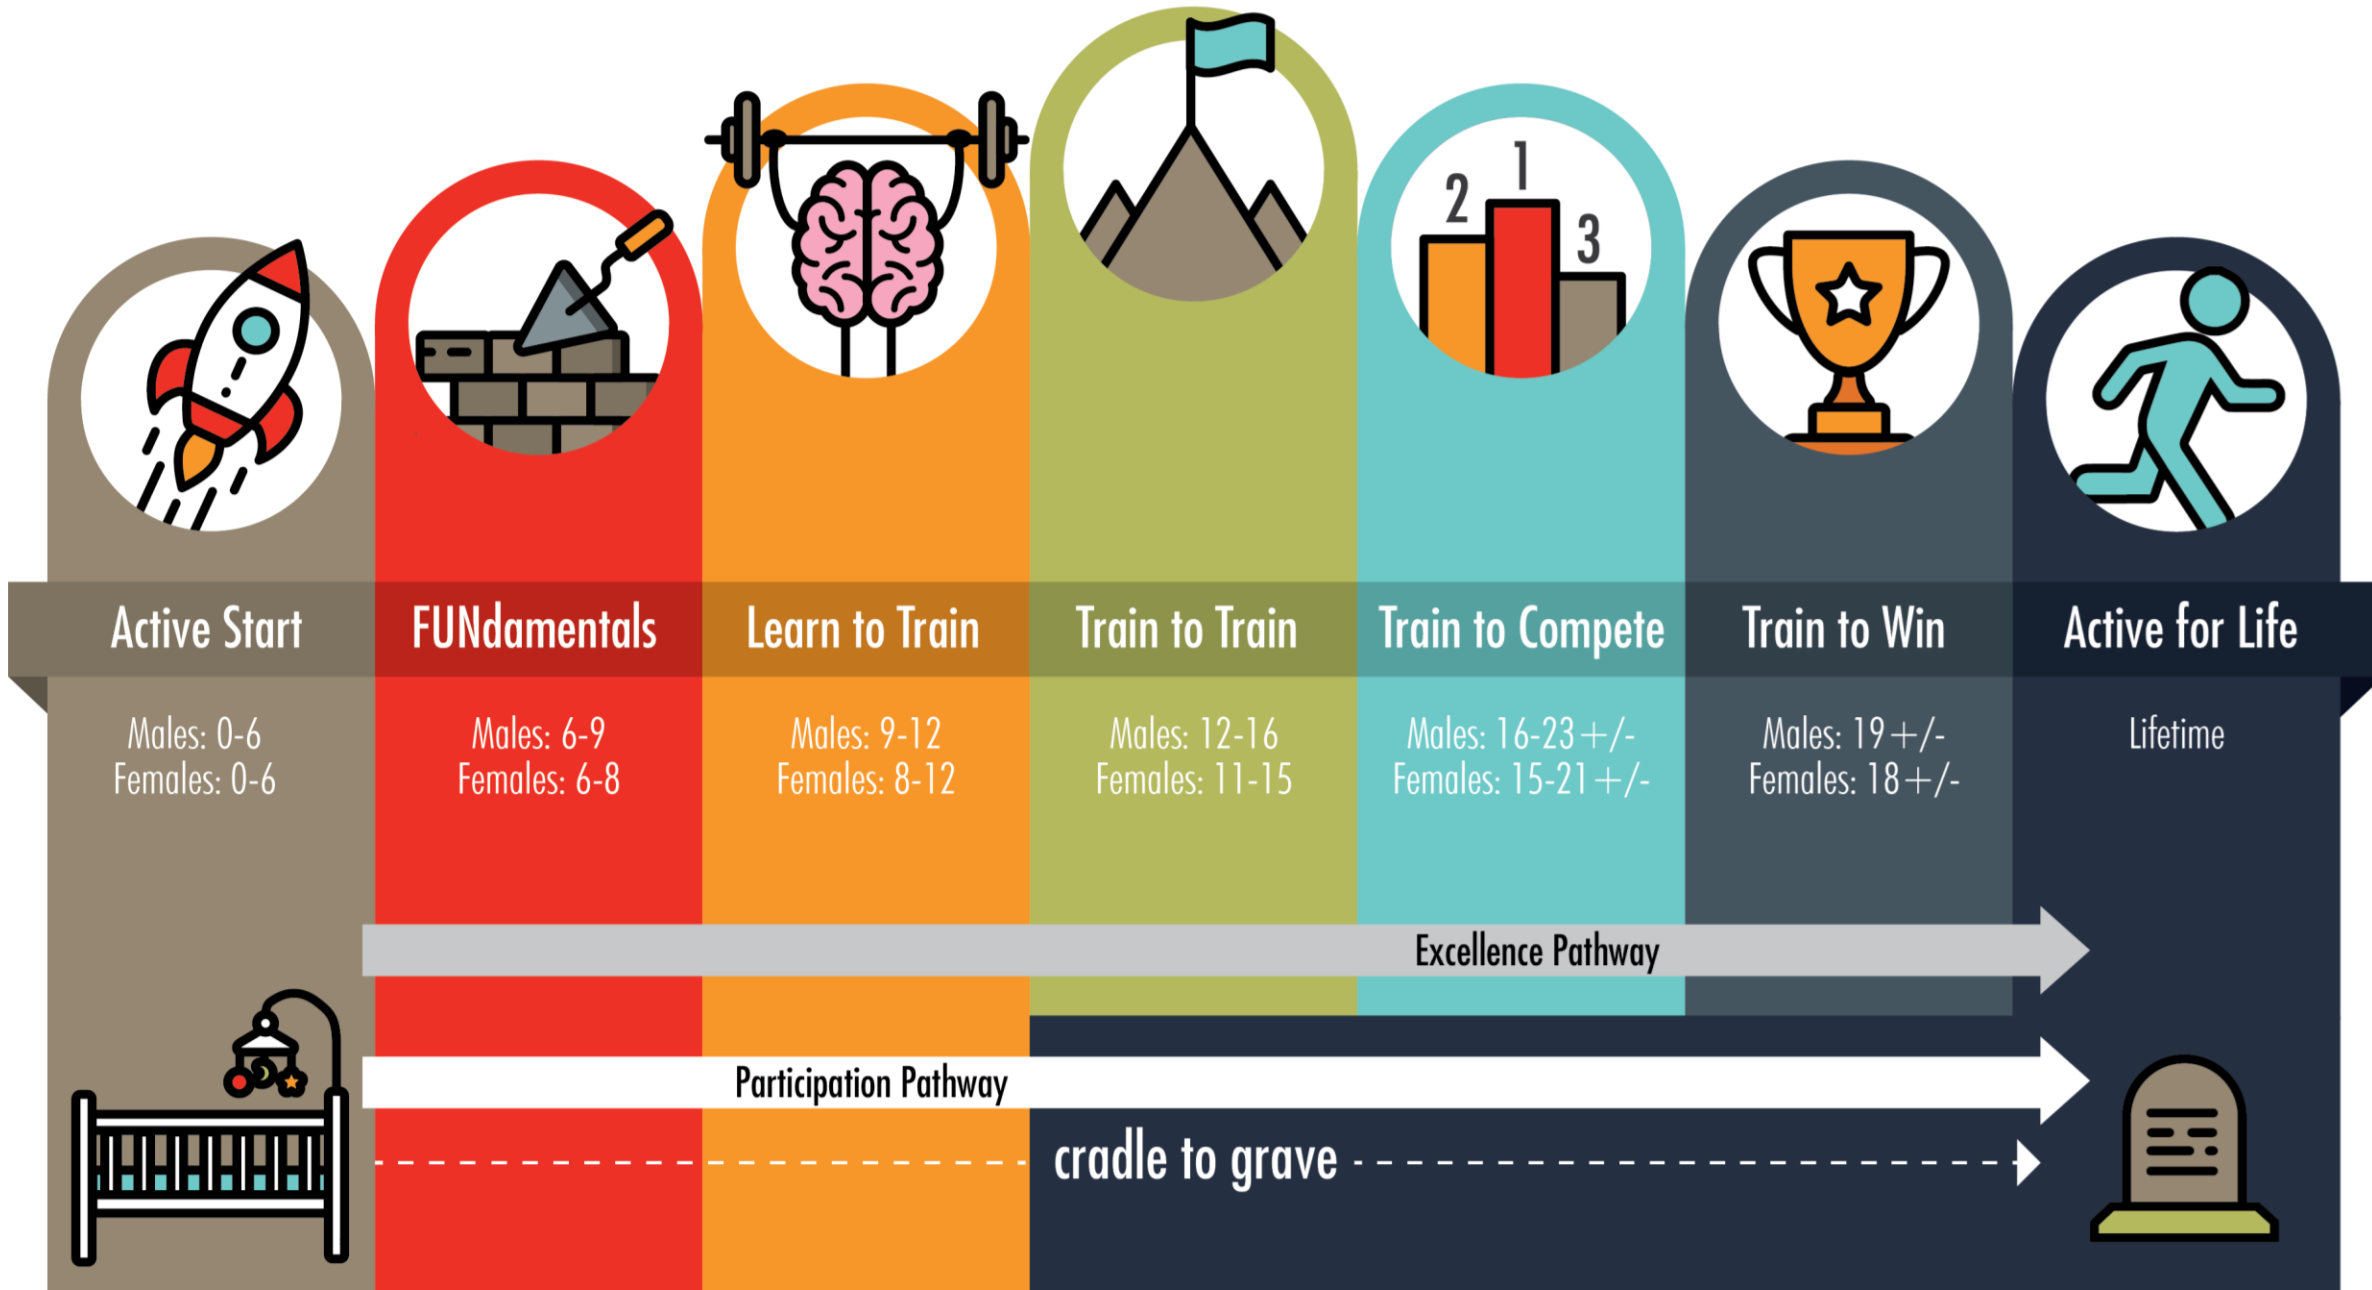 2
1
3
Active Start
FUNdamentals
Learn to Train
Train to Train
Train to Compete
Train to Win
Active for Life
Males: 0-6
Females: 0-6
Males: 6-9
Females: 6-8
Males: 9-12
Females: 8-12
Males: 12-16
Females: 11-15
Males: 16-23+/-
Females: 15-21+/-
Males: 19+/-
Females: 18+/-
Lifetime
Excellence Pathway
Participation Pathway
cradle to grave